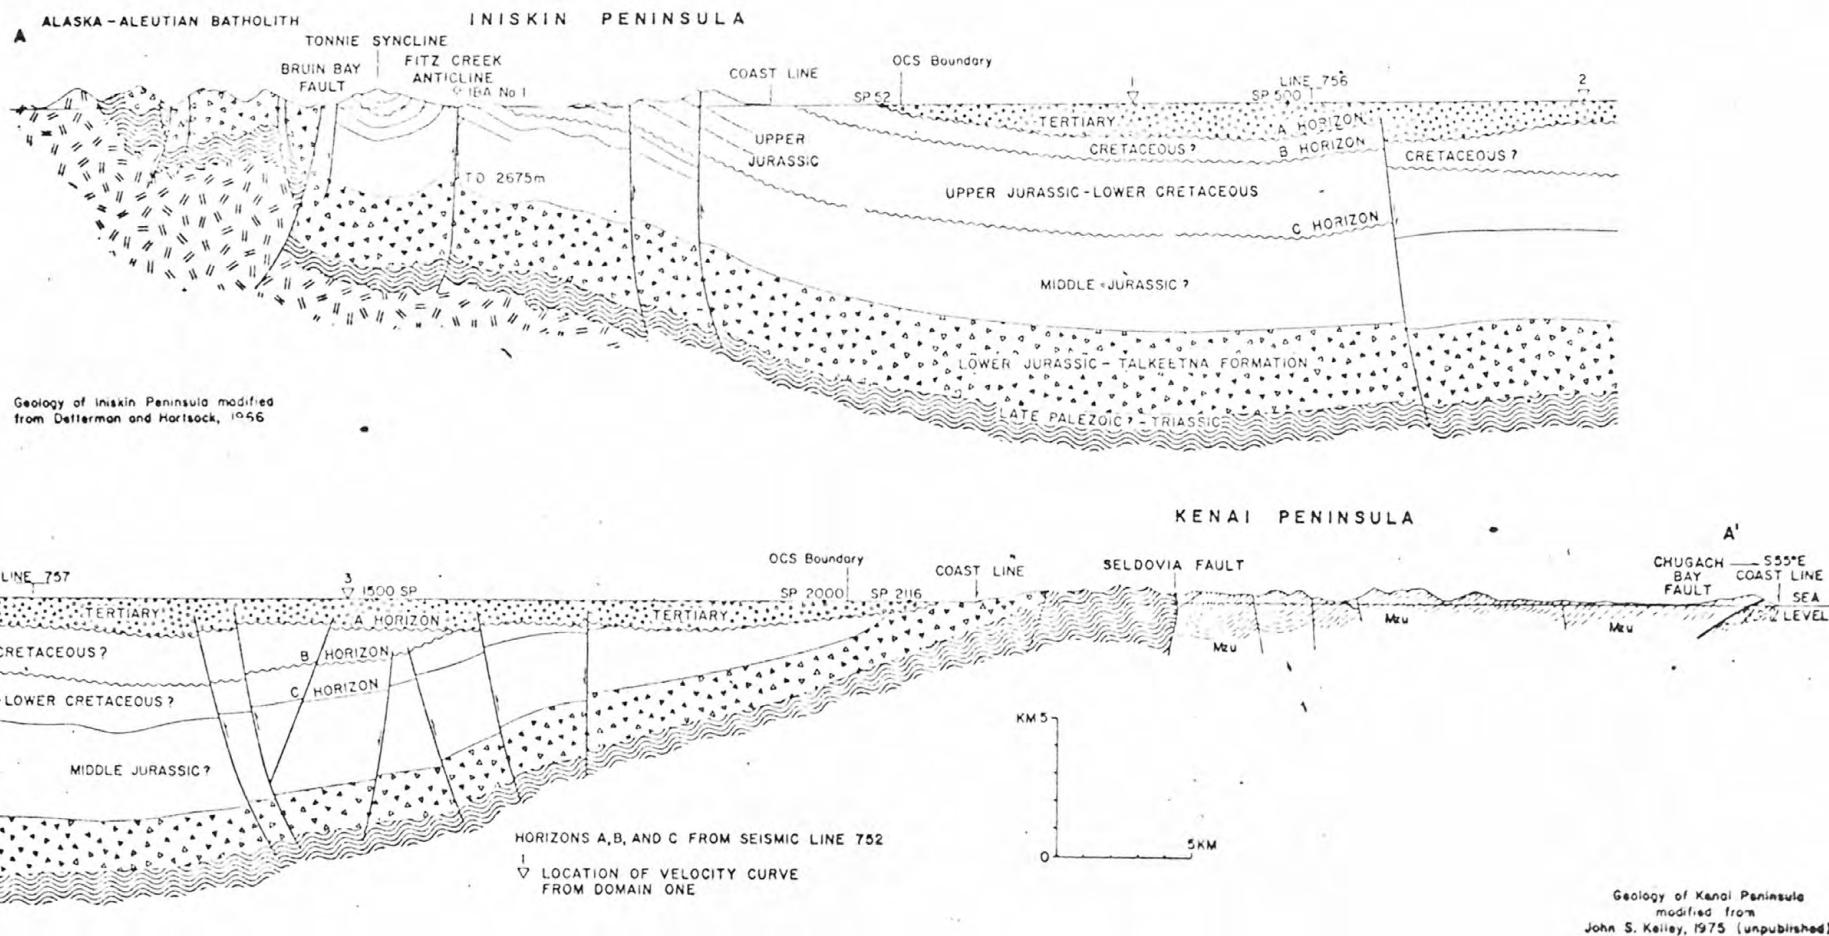 A
ALASKA-ALEUTIAN BATHOLITH
INISKIN PENINSULA
TONNIE SYNCLINE
BRUIN BAY
FAULT
FITZ CREEK
ANTICLINE
IBA No 1
COAST LINE
OCS Boundary
SP 52
1
LINE 756
SP 500
2
TERTIARY
A HORIZON
CRETACEOUS?
B HORIZON
CRETACEOUS?
UPPER
JURASSIC
TD 2675m
UPPER JURASSIC-LOWER CRETACEOUS
C HORIZON
MIDDLE JURASSIC?
LOWER JURASSIC-TALKEETNA FORMATION
LATE PALEZOIC?-TRIASSIC
Geology of Iniskin Peninsula modified
from Detterman and Hartsock, 1966
KENAI PENINSULA
A'
LINE 757
3
1500 SP
OCS Boundary
SP 2000
SP 2116
COAST LINE
SELDOVIA FAULT
CHUGACH
BAY
FAULT
S55°E
COAST LINE
SEA
LEVEL
TERTIARY
A HORIZON
TERTIARY
CRETACEOUS?
B HORIZON
C HORIZON
-LOWER CRETACEOUS?
MIDDLE JURASSIC?
Mzu
Mzu
Mzu
KM 5
0
5KM
HORIZONS A,B, AND C FROM SEISMIC LINE 752
1
LOCATION OF VELOCITY CURVE
FROM DOMAIN ONE
Geology of Kenai Peninsula
modified from
John S. Kelley, 1975 (unpublished)